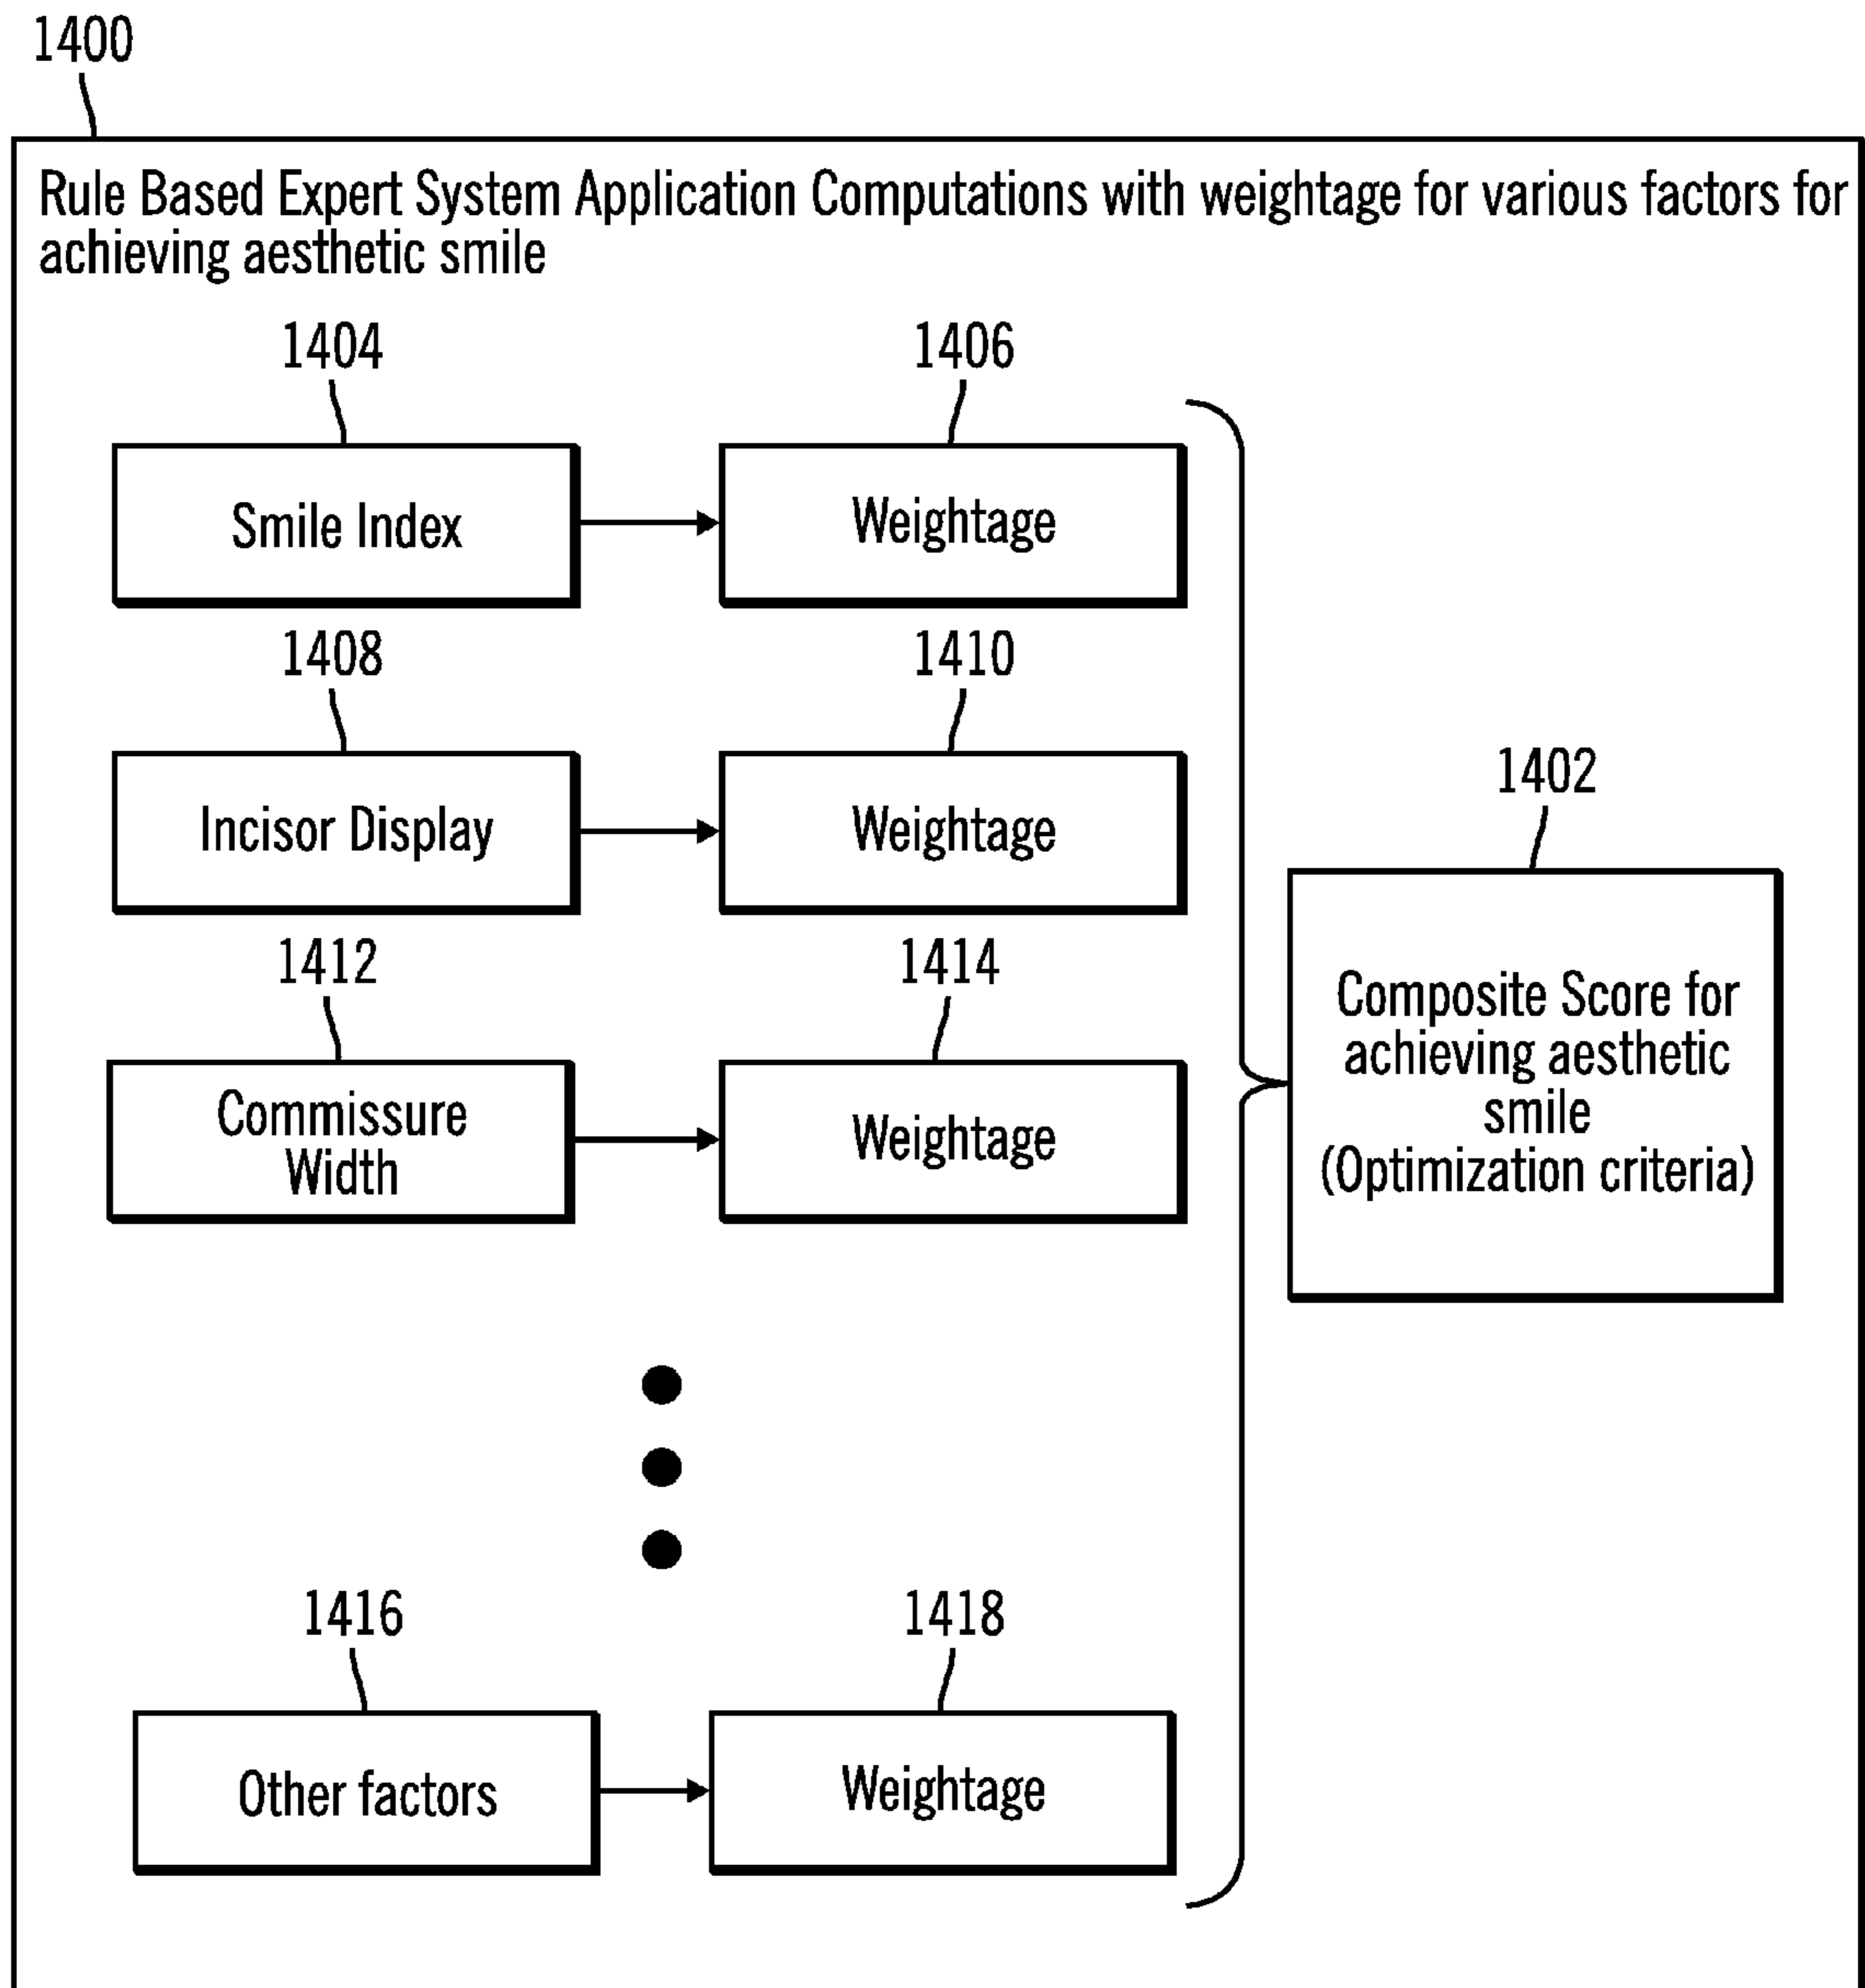 1400
Rule Based Expert System Application Computations with weightage for various factors for
achieving aesthetic smile
1404
1406
Smile Index
Weightage
1408
1410
Incisor Display
Weightage
1402
Composite Score for
achieving aesthetic
smile
(Optimization criteria)
1412
1414
Commissure
Width
Weightage
1416
1418
Other factors
Weightage